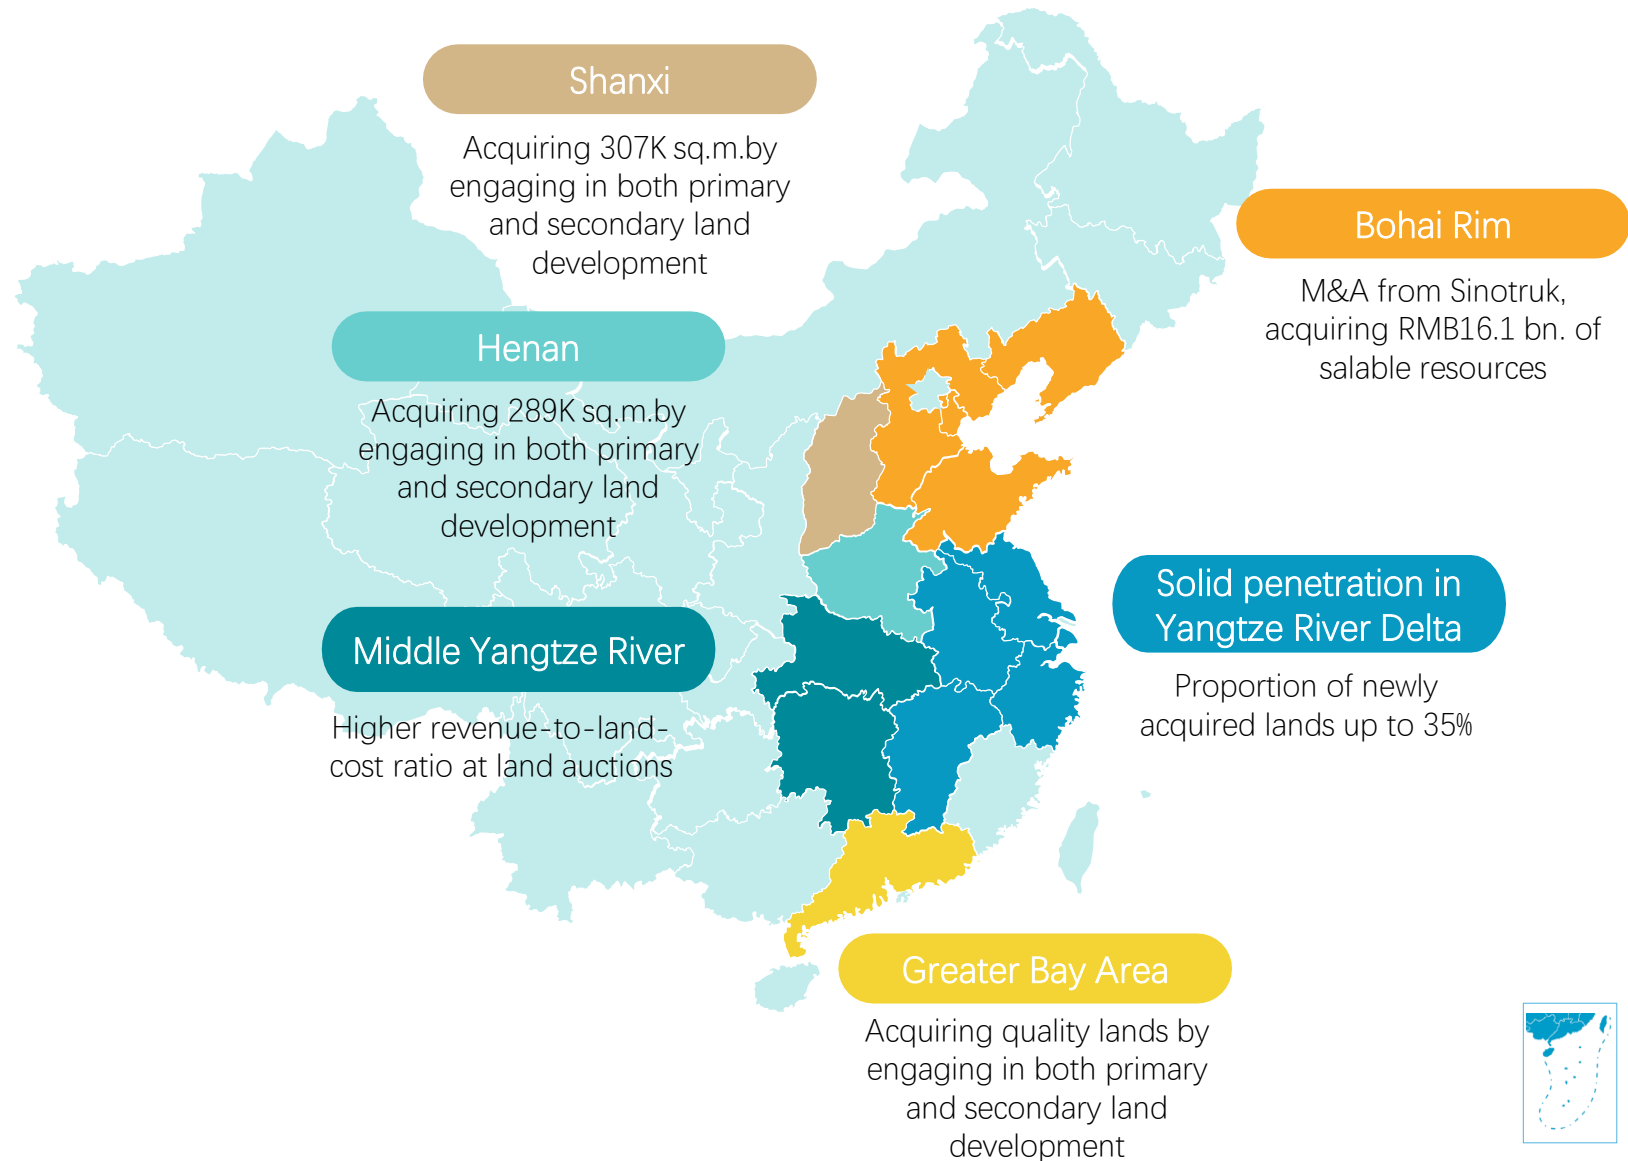 Shanxi
Acquiring 307K sq.m.by
engaging in both primary
and secondary land
development
Bohai Rim
M&A from Sinotruk,
acquiring RMB16.1 bn. of
salable resources
Henan
Acquiring 289K sq.m.by
engaging in both primary
and secondary land
development
Solid penetration in
Yangtze River Delta
Proportion of newly
acquired lands up to 35%
Middle Yangtze River
Higher revenue-to-land-
cost ratio at land auctions
Greater Bay Area
Acquiring quality lands by
engaging in both primary
and secondary land
development